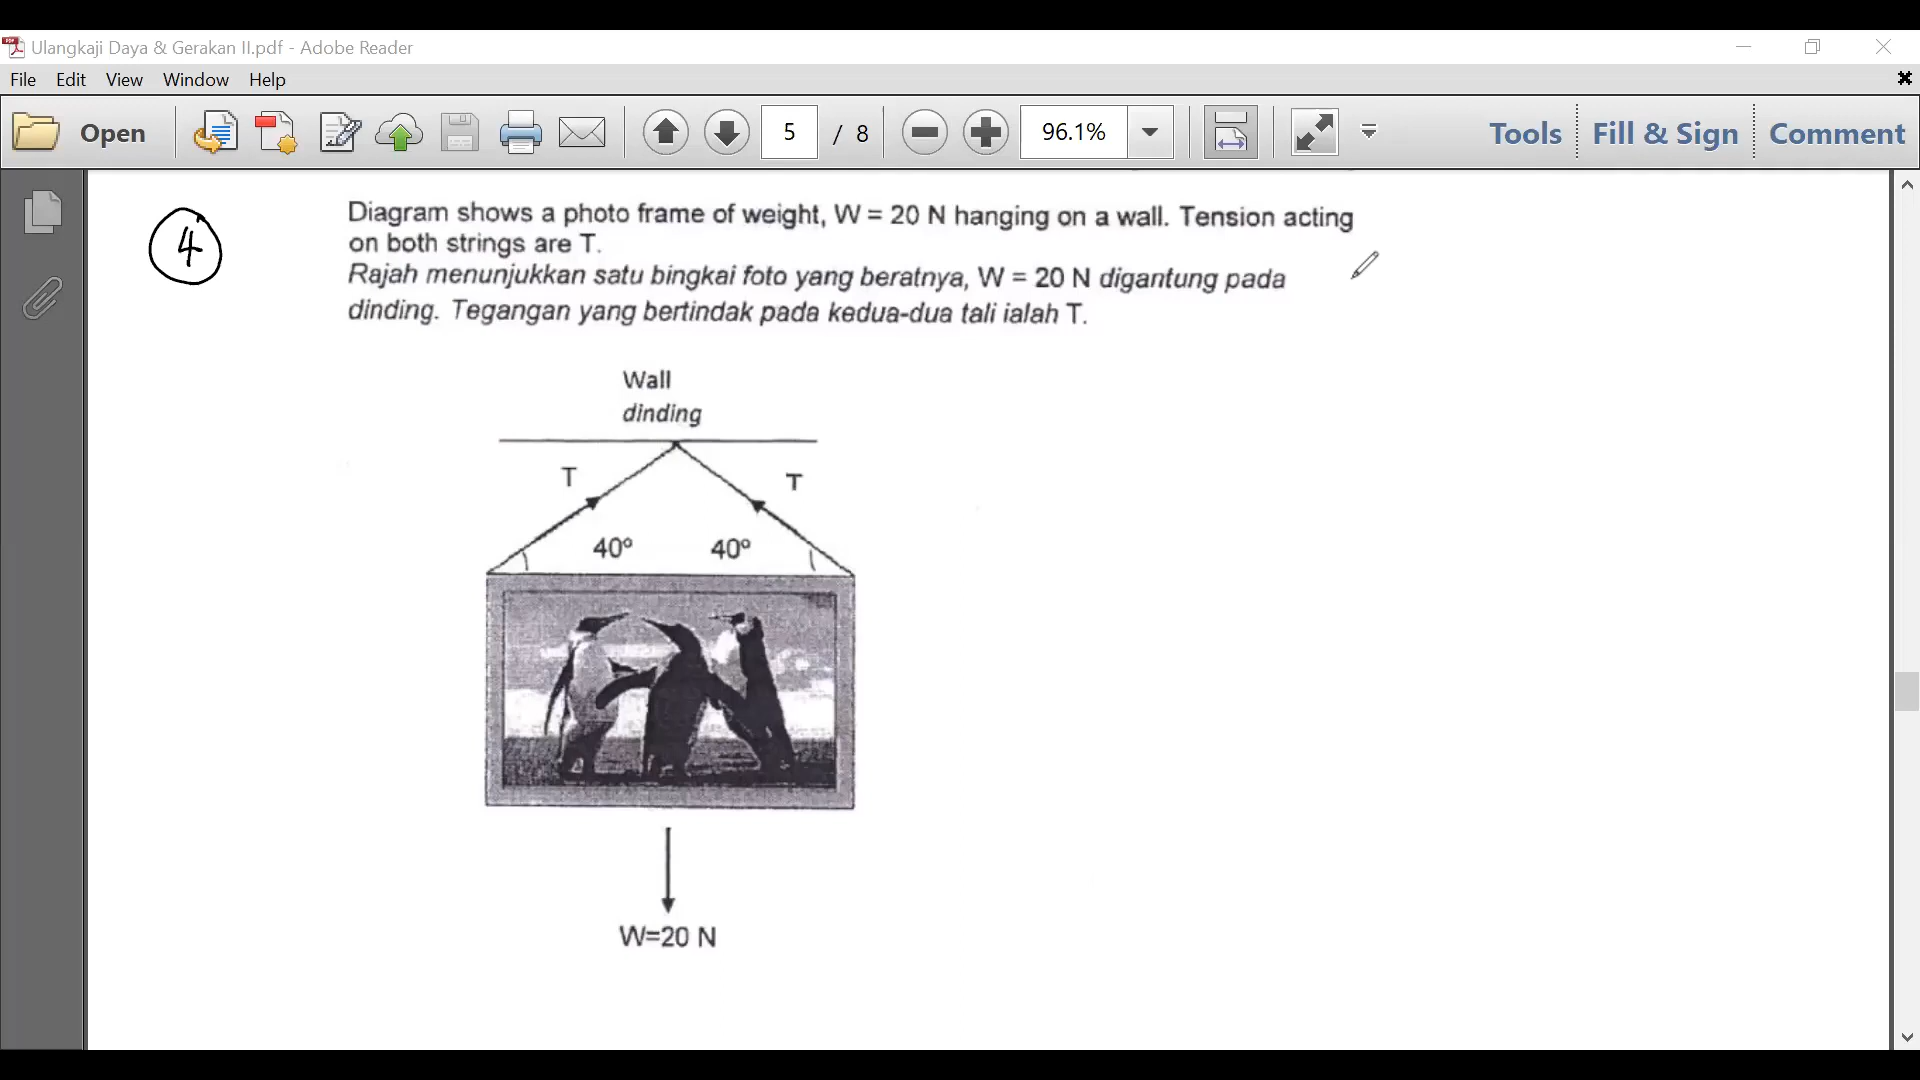 Ulangkaji Daya & Gerakan II.pdf - Adobe Reader
File Edit View Window Help
Open 5 / 8 96.1% Tools Fill & Sign Comment
4
Diagram shows a photo frame of weight, W = 20 N hanging on a wall. Tension acting
on both strings are T.
Rajah menunjukkan satu bingkai foto yang beratnya, W = 20 N digantung pada
dinding. Tegangan yang bertindak pada kedua-dua tali ialah T.
Wall
dinding
T T
40º 40º
W=20 N